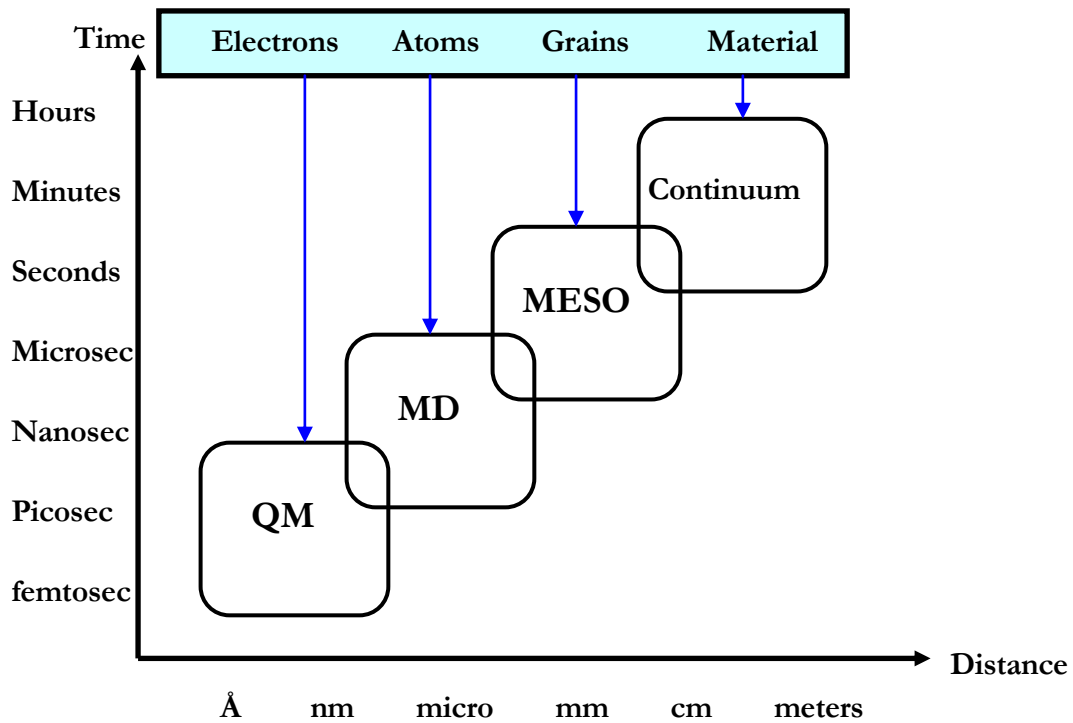 Time Electrons Atoms Grains Material
Hours
Minutes Continuum
Seconds
MESO
Microsec
MD
Nanosec
Picosec QM
femtosec
Distance
Å nm micro mm cm meters